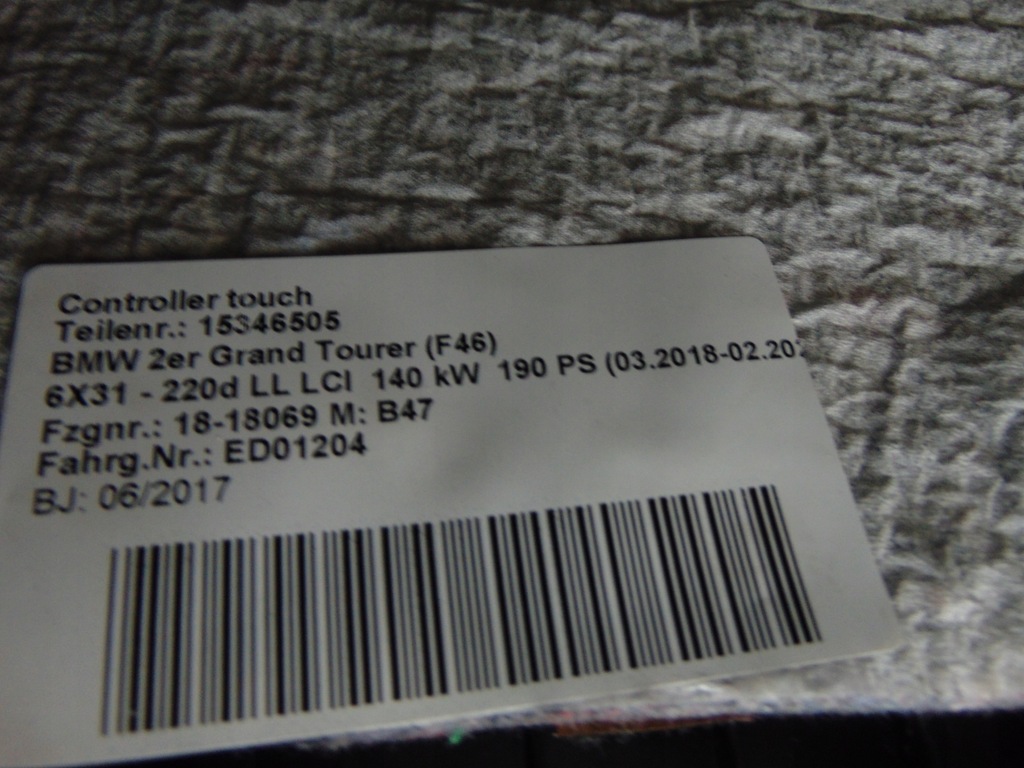 Controller touch
Teilenr.: 15346505
BMW 2er Grand Tourer (F46)
6X31 - 220d LL LCI 140 kW 190 PS (03.2018-02.202
Fzgnr.: 18-18069 M: B47
Fahrg.Nr.: ED01204
BJ: 06/2017